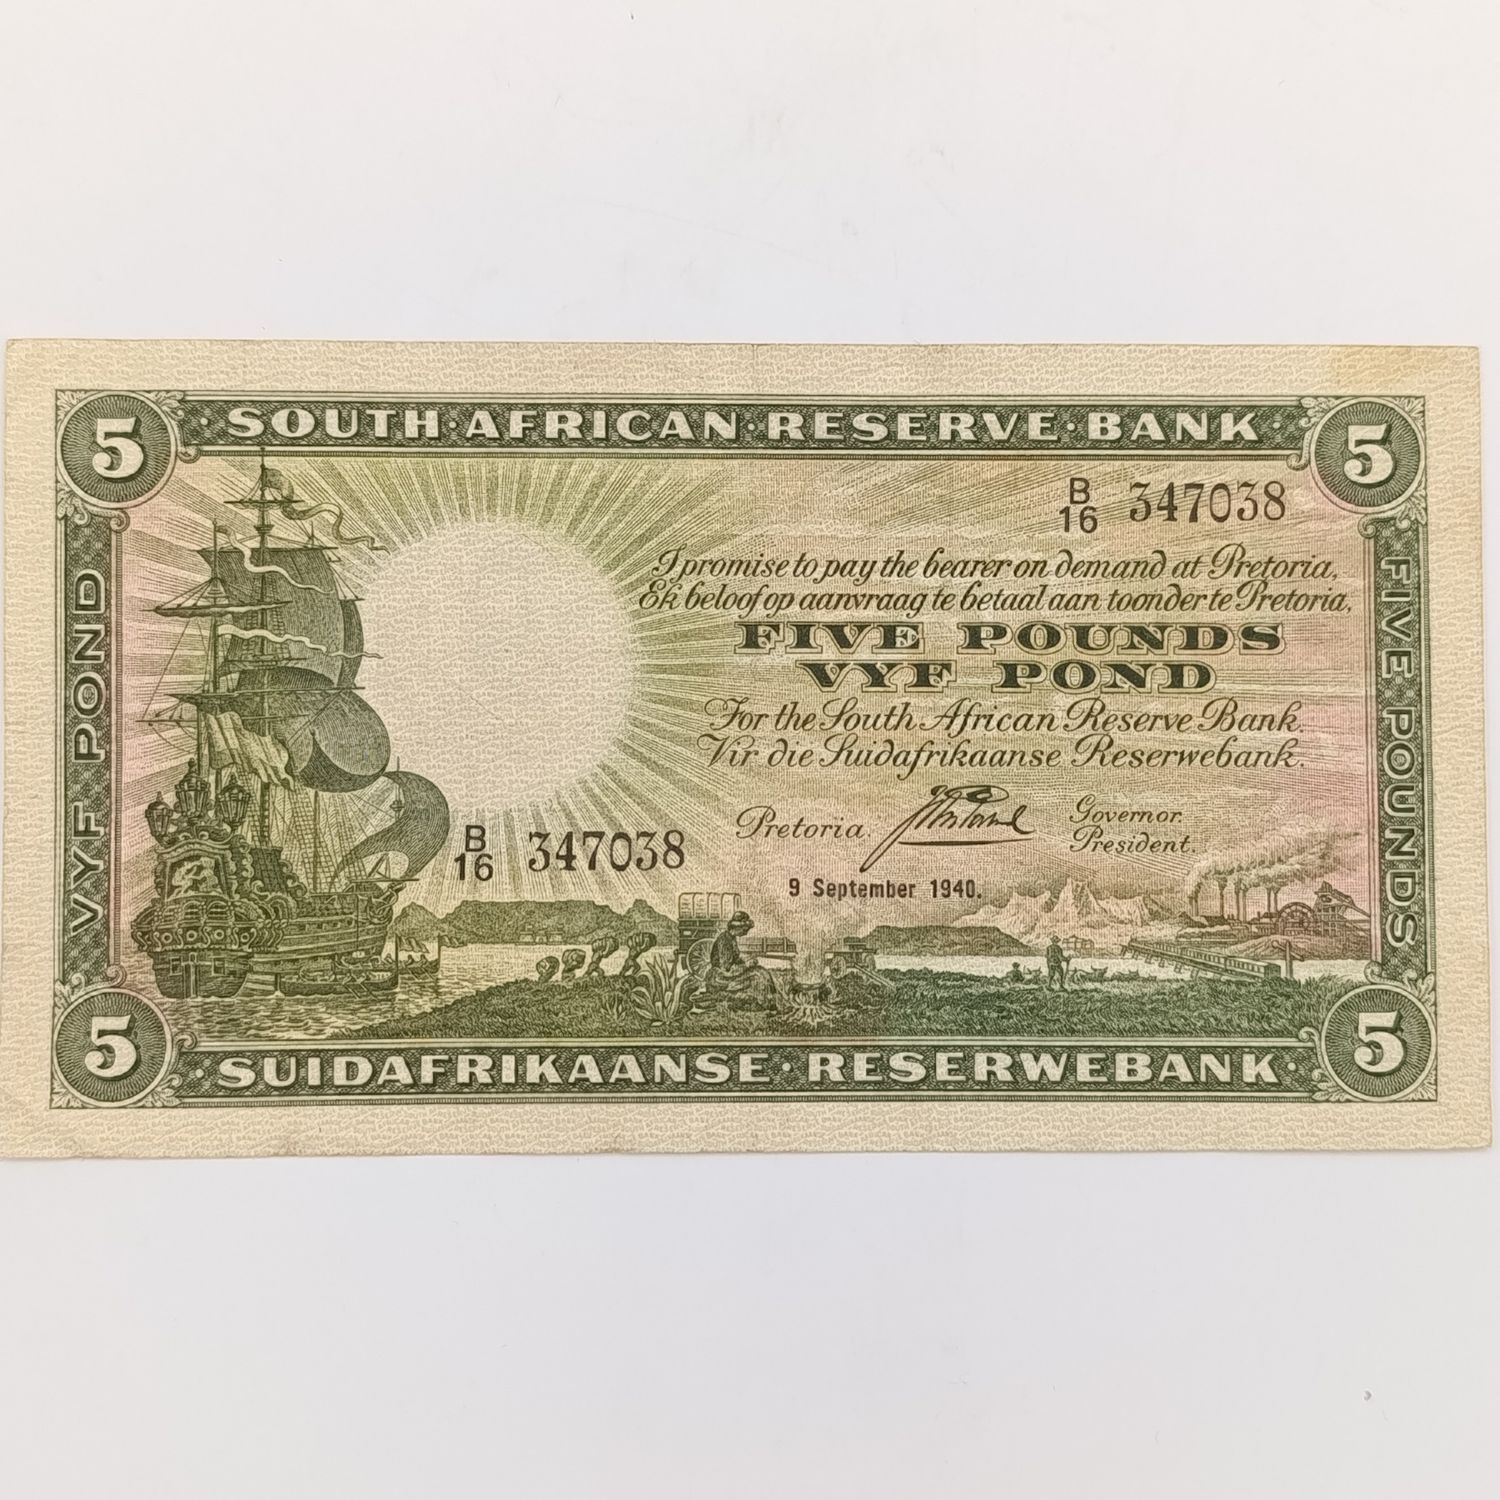 5 SOUTH·AFRICAN·RESERVE·BANK 5
B/16 347038
I promise to pay the bearer on demand at Pretoria,
Ek beloof op aanvraag te betaal aan toonder te Pretoria,
FIVE POUNDS
VYF POND
For the South African Reserve Bank.
Vir die Suidafrikaanse Reserwebank.
Pretoria.
Governor.
President.
9 September 1940.
B/16 347038
VYF POND
FIVE POUNDS
5 SUIDAFRIKAANSE·RESERWEBANK 5